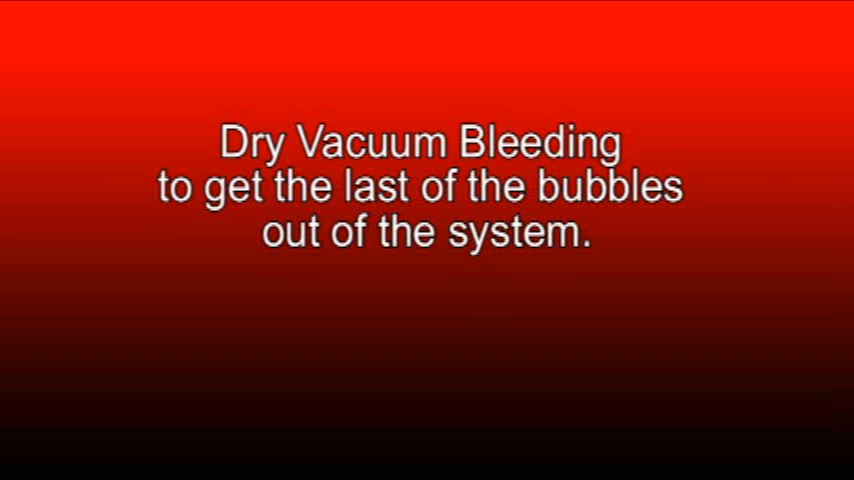 Dry Vacuum Bleeding
to get the last of the bubbles
out of the system.